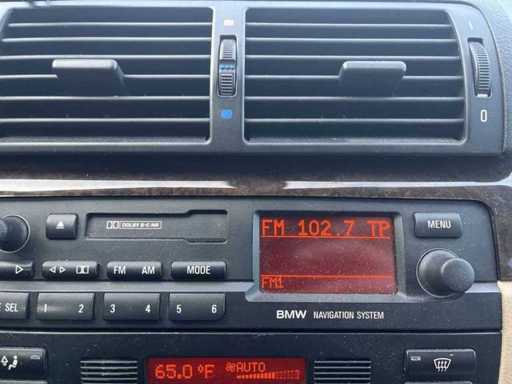 DOLBY B-C NR
FM 102.7 TP
MENU
FM AM MODE
FM1
SEL 1 2 3 4 5 6
BMW NAVIGATION SYSTEM
65.0 °F AUTO
0